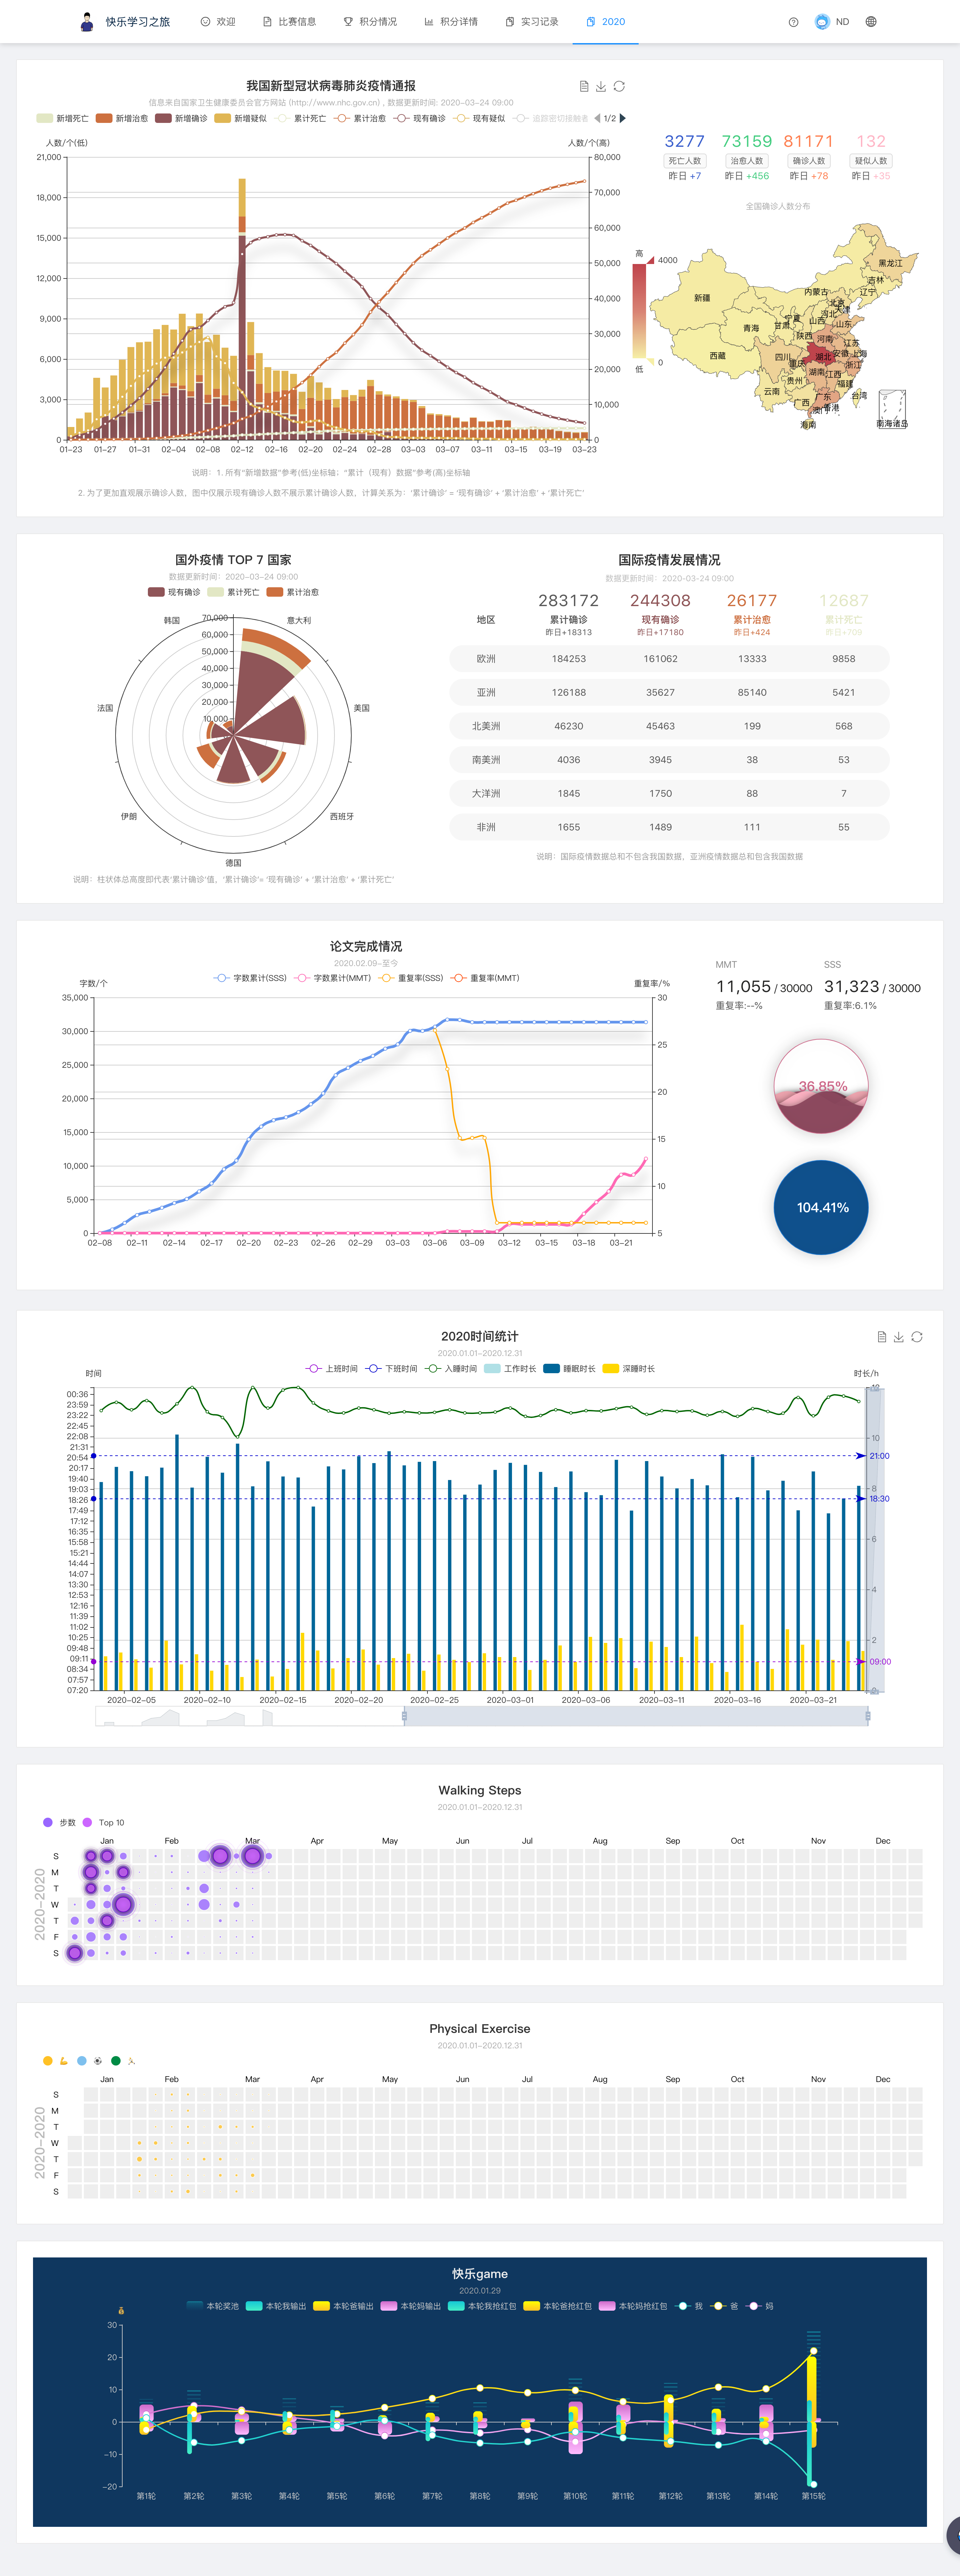 快乐学习之旅 欢迎 比赛信息 积分情况 积分详情 实习记录 2020 ND
我国新型冠状病毒肺炎疫情通报
信息来自国家卫生健康委员会官方网站 (http://www.nhc.gov.cn) , 数据更新时间: 2020-03-24 09:00
新增死亡 新增治愈 新增确诊 新增疑似 累计死亡 累计治愈 现有确诊 现有疑似 追踪密切接触者 1/2
人数/个(低) 人数/个(高)
21,000
18,000
15,000
12,000
9,000
6,000
3,000
0
80,000
70,000
60,000
50,000
40,000
30,000
20,000
10,000
0
01-23 01-27 01-31 02-04 02-08 02-12 02-16 02-20 02-24 02-28 03-03 03-07 03-11 03-15 03-19 03-23
说明：1. 所有"新增数据"参考(低)坐标轴；"累计（现有）数据"参考(高)坐标轴
2. 为了更加直观展示确诊人数，图中仅展示现有确诊人数不展示累计确诊人数，计算关系为：'累计确诊' = '现有确诊' + '累计治愈' + '累计死亡'
3277 73159 81171 132
死亡人数 治愈人数 确诊人数 疑似人数
昨日 +7 昨日 +456 昨日 +78 昨日 +35
全国确诊人数分布
高
4000
0
低
黑龙江
吉林
辽宁
内蒙古
新疆
北京
天津
河北
宁夏
山西
山东
甘肃
青海
陕西
河南
江苏
西藏
四川
重庆
湖北
安徽
上海
浙江
湖南
江西
贵州
福建
云南
广西
广东
台湾
香港
澳门
海南
南海诸岛
国外疫情 TOP 7 国家
数据更新时间：2020-03-24 09:00
现有确诊 累计死亡 累计治愈
70,000
60,000
50,000
40,000
30,000
20,000
10,000
韩国
意大利
法国
美国
伊朗
西班牙
德国
说明：柱状体总高度即代表'累计确诊'值，'累计确诊'= '现有确诊' + '累计治愈' + '累计死亡'
国际疫情发展情况
数据更新时间：2020-03-24 09:00
283172 244308 26177 12687
地区 累计确诊 现有确诊 累计治愈 累计死亡
昨日+18313 昨日+17180 昨日+424 昨日+709
欧洲 184253 161062 13333 9858
亚洲 126188 35627 85140 5421
北美洲 46230 45463 199 568
南美洲 4036 3945 38 53
大洋洲 1845 1750 88 7
非洲 1655 1489 111 55
说明：国际疫情数据总和不包含我国数据，亚洲疫情数据总和包含我国数据
论文完成情况
2020.02.09-至今
字数累计(SSS) 字数累计(MMT) 重复率(SSS) 重复率(MMT)
字数/个 重复率/%
35,000
30,000
25,000
20,000
15,000
10,000
5,000
0
30
25
20
15
10
5
02-08 02-11 02-14 02-17 02-20 02-23 02-26 02-29 03-03 03-06 03-09 03-12 03-15 03-18 03-21
MMT SSS
11,055 / 30000 31,323 / 30000
重复率:--% 重复率:6.1%
36.85%
104.41%
2020时间统计
2020.01.01-2020.12.31
上班时间 下班时间 入睡时间 工作时长 睡眠时长 深睡时长
时间 时长/h
00:36
23:59
23:22
22:45
22:08
21:31
20:54
20:17
19:40
19:03
18:26
17:49
17:12
16:35
15:58
15:21
14:44
14:07
13:30
12:53
12:16
11:39
11:02
10:25
09:48
09:11
08:34
07:57
07:20
12
10
8
6
4
2
0
21:00
18:30
09:00
2020-02-05 2020-02-10 2020-02-15 2020-02-20 2020-02-25 2020-03-01 2020-03-06 2020-03-11 2020-03-16 2020-03-21
Walking Steps
2020.01.01-2020.12.31
步数 Top 10
Jan Feb Mar Apr May Jun Jul Aug Sep Oct Nov Dec
2020-2020
S
M
T
W
T
F
S
Physical Exercise
2020.01.01-2020.12.31
Jan Feb Mar Apr May Jun Jul Aug Sep Oct Nov Dec
2020-2020
S
M
T
W
T
F
S
快乐game
2020.01.29
本轮奖池 本轮我输出 本轮爸输出 本轮妈输出 本轮我抢红包 本轮爸抢红包 本轮妈抢红包 我 爸 妈
30
20
10
0
-10
-20
第1轮 第2轮 第3轮 第4轮 第5轮 第6轮 第7轮 第8轮 第9轮 第10轮 第11轮 第12轮 第13轮 第14轮 第15轮